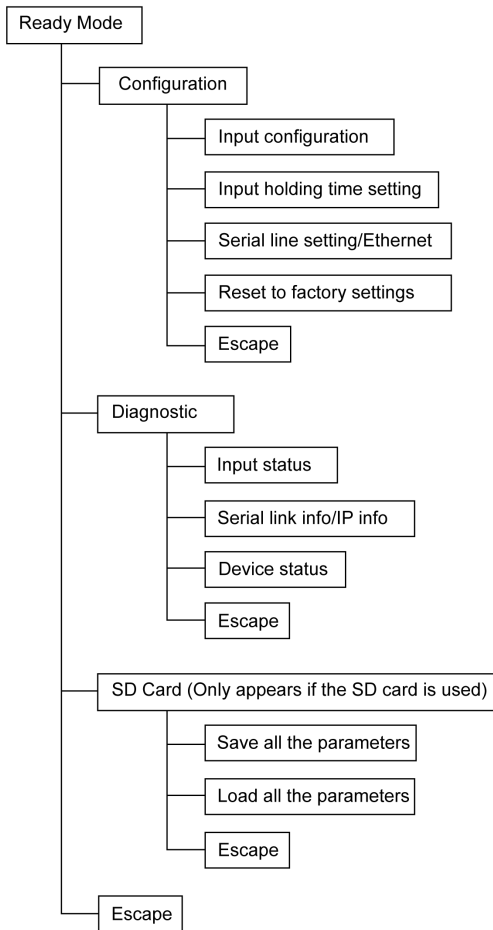 Ready Mode
Configuration
Input configuration
Input holding time setting
Serial line setting/Ethernet
Reset to factory settings
Escape
Diagnostic
Input status
Serial link info/IP info
Device status
Escape
SD Card (Only appears if the SD card is used)
Save all the parameters
Load all the parameters
Escape
Escape